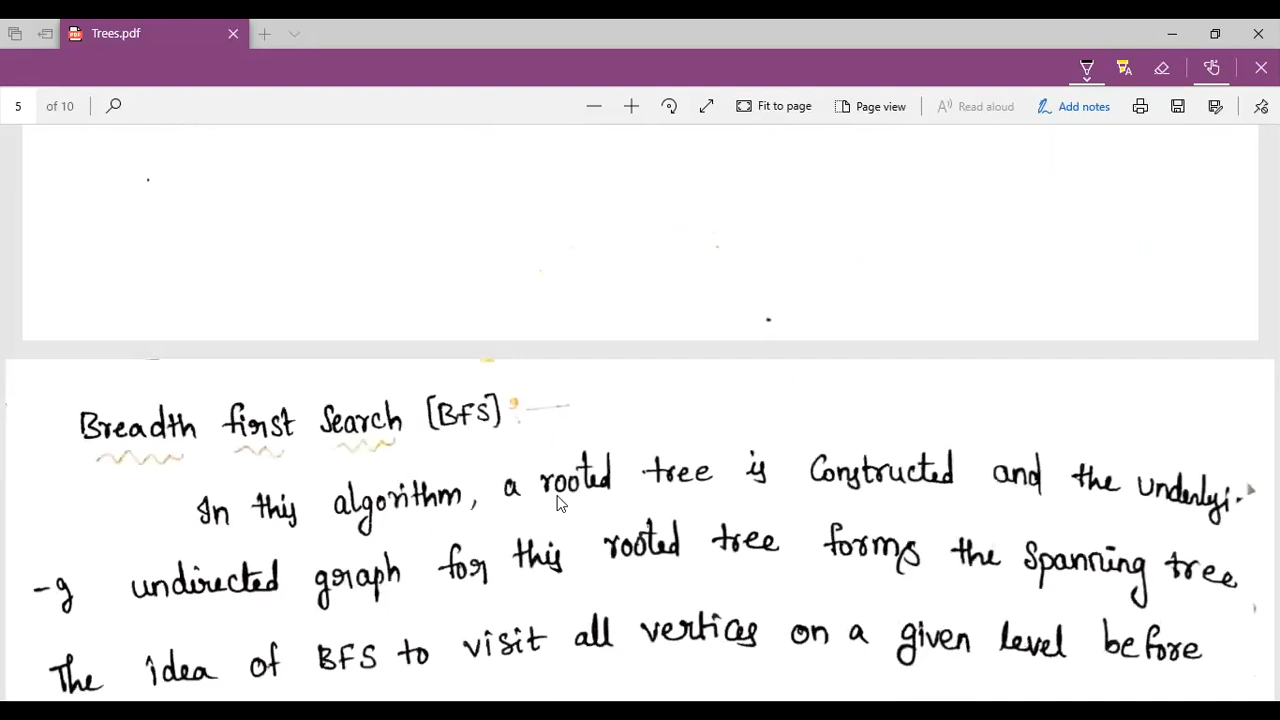 Trees.pdf
5 of 10 Fit to page Page view Read aloud Add notes
Breadth first search [BFS] :
In this algorithm, a rooted tree is constructed and the underlyi-
-g undirected graph for this rooted tree forms the spanning tree
The idea of BFS to visit all vertices on a given level before